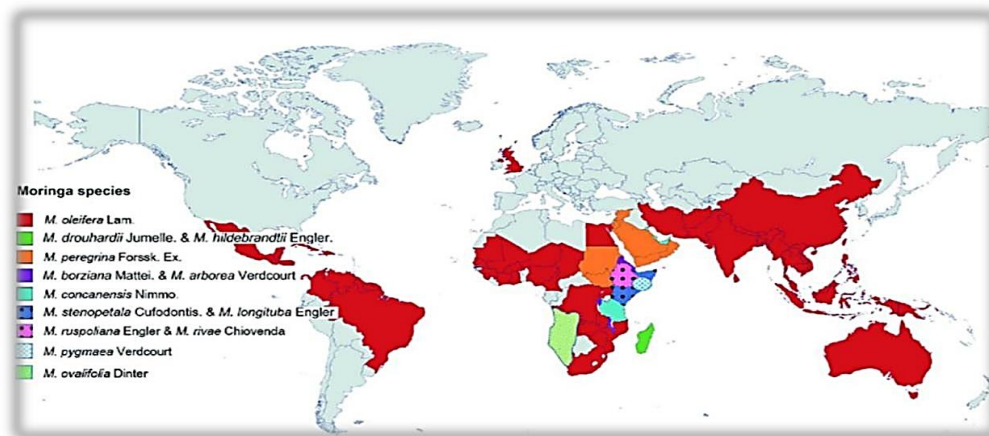 Moringa species
M. oleifera Lam.
M. drouhardii Jumelle. & M. hildebrandtii Engler.
M. peregrina Forssk. Ex.
M. borziana Mattei. & M. arborea Verdcourt
M. concanensis Nimmo.
M. stenopetala Cufodontis. & M. longituba Engler
M. ruspoliana Engler & M. rivae Chiovenda
M. pygmaea Verdcourt
M. ovalifolia Dinter